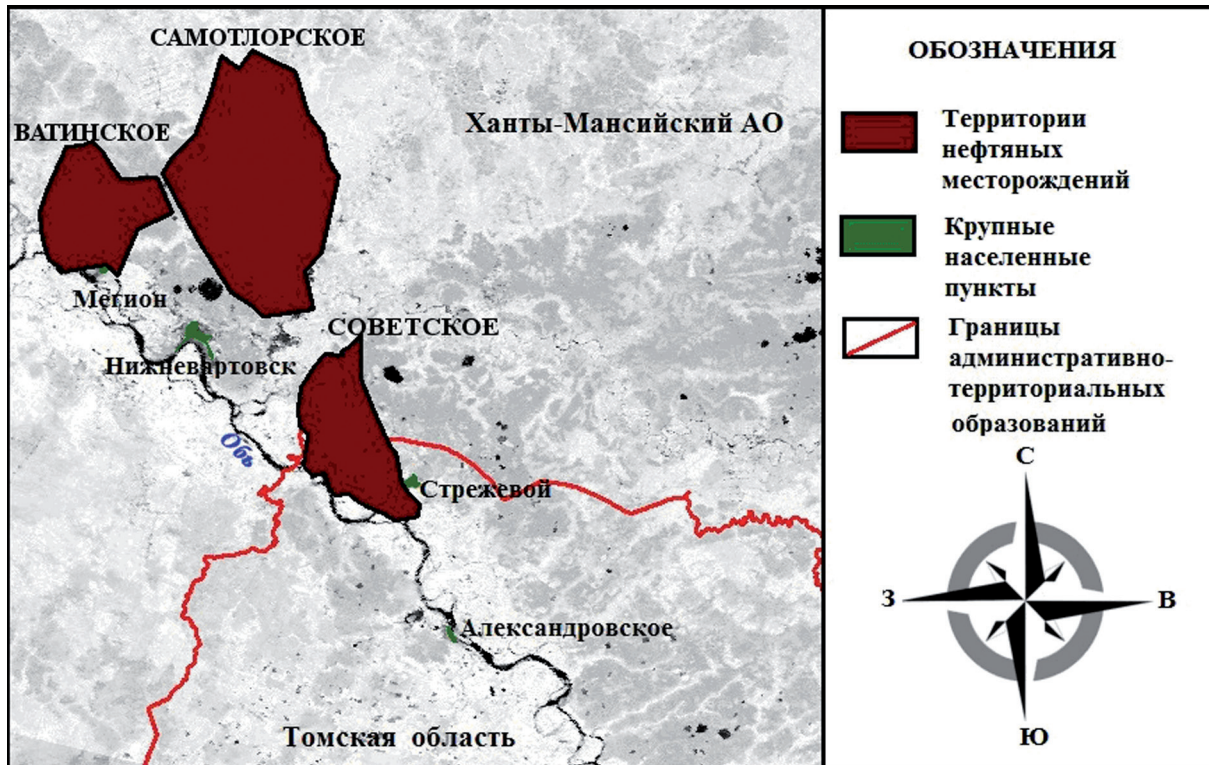 САМОТЛОРСКОЕ
ВАТИНСКОЕ
Ханты-Мансийский АО
Мегион
СОВЕТСКОЕ
Нижневартовск
Обь
Стрежевой
Александровское
Томская область
ОБОЗНАЧЕНИЯ
Территории
нефтяных
месторождений
Крупные
населенные
пункты
Границы
административно-
территориальных
образований
С
З
В
Ю